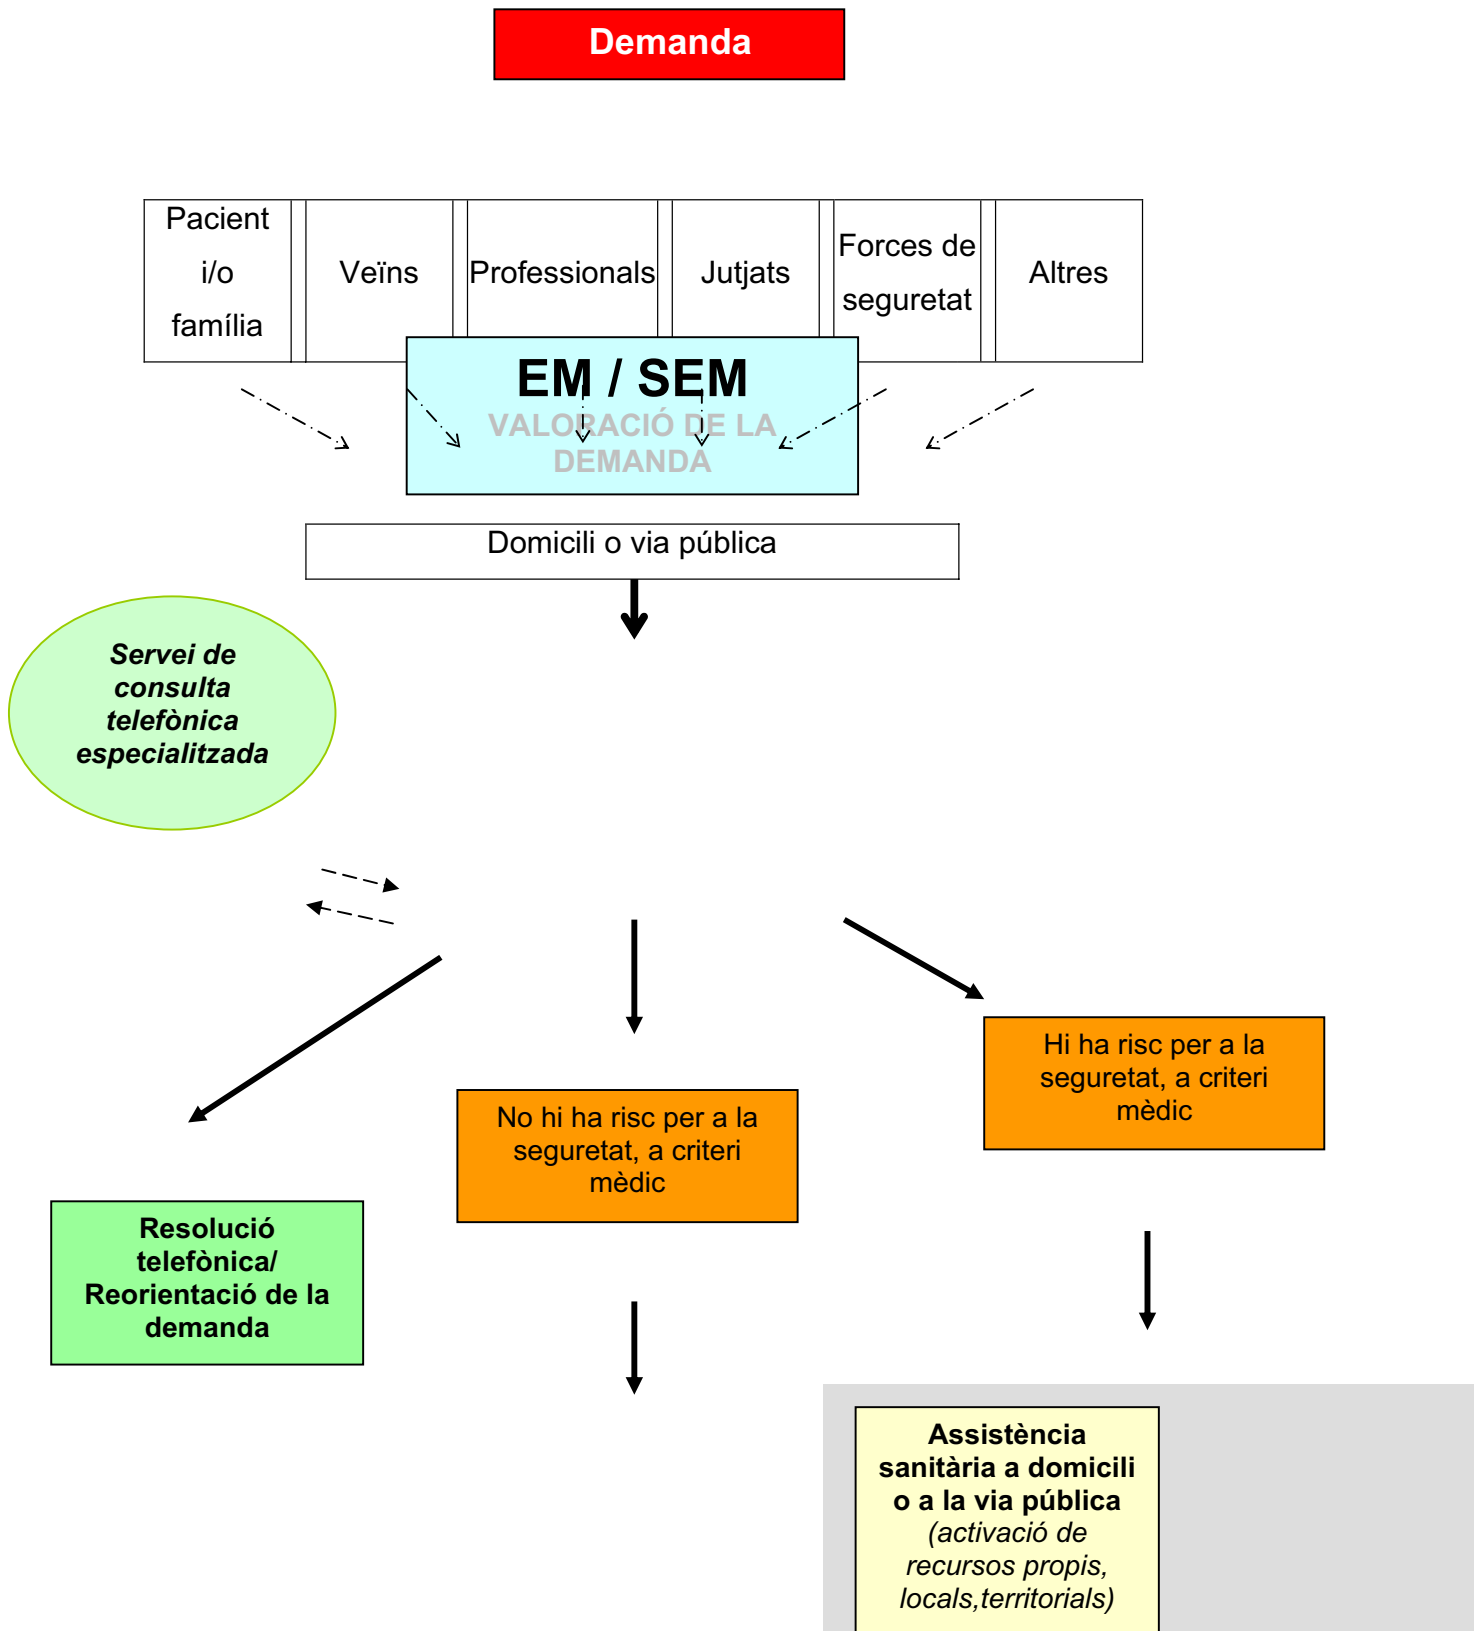 Demanda
Pacient
i/o
família
Veïns
Professionals
Jutjats
Forces de
seguretat
Altres
EM / SEM
VALORACIÓ DE LA
DEMANDA
Domicili o via pública
Servei de
consulta
telefònica
especialitzada
Hi ha risc per a la
seguretat, a criteri
mèdic
No hi ha risc per a la
seguretat, a criteri
mèdic
Resolució
telefònica/
Reorientació de la
demanda
Assistència
sanitària a domicili
o a la via pública
(activació de
recursos propis,
locals,territorials)